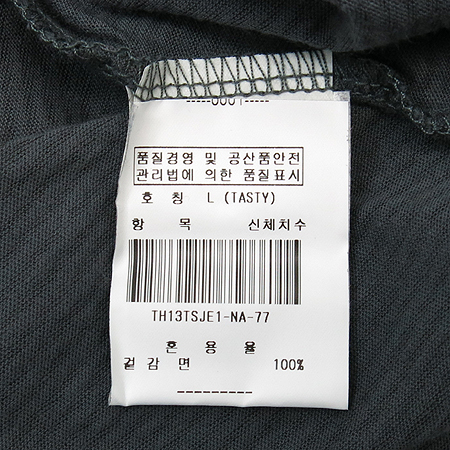 -----0001-----
품질경영 및 공산품안전
관리법에 의한 품질표시
호 칭 L (TASTY)
항 목 신체치수
TH13TSJE1-NA-77
혼 용 율
겉감면 100%
---------